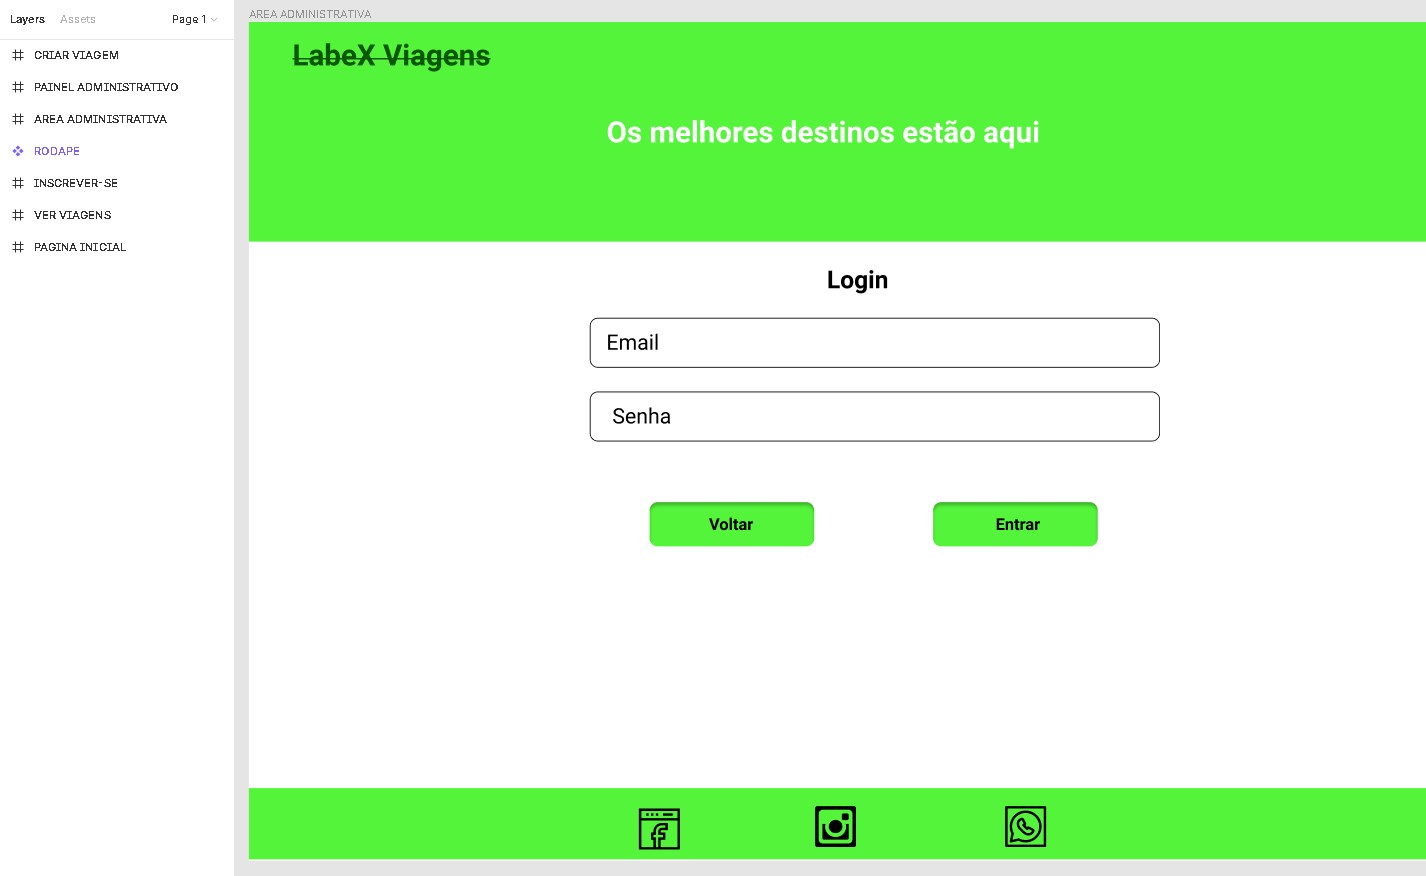 Layers Assets Page 1
CRIAR VIAGEM
PAINEL ADMINISTRATIVO
AREA ADMINISTRATIVA
RODAPE
INSCREVER-SE
VER VIAGENS
PAGINA INICIAL
AREA ADMINISTRATIVA
LabeX Viagens
Os melhores destinos estão aqui
Login
Email
Senha
Voltar Entrar